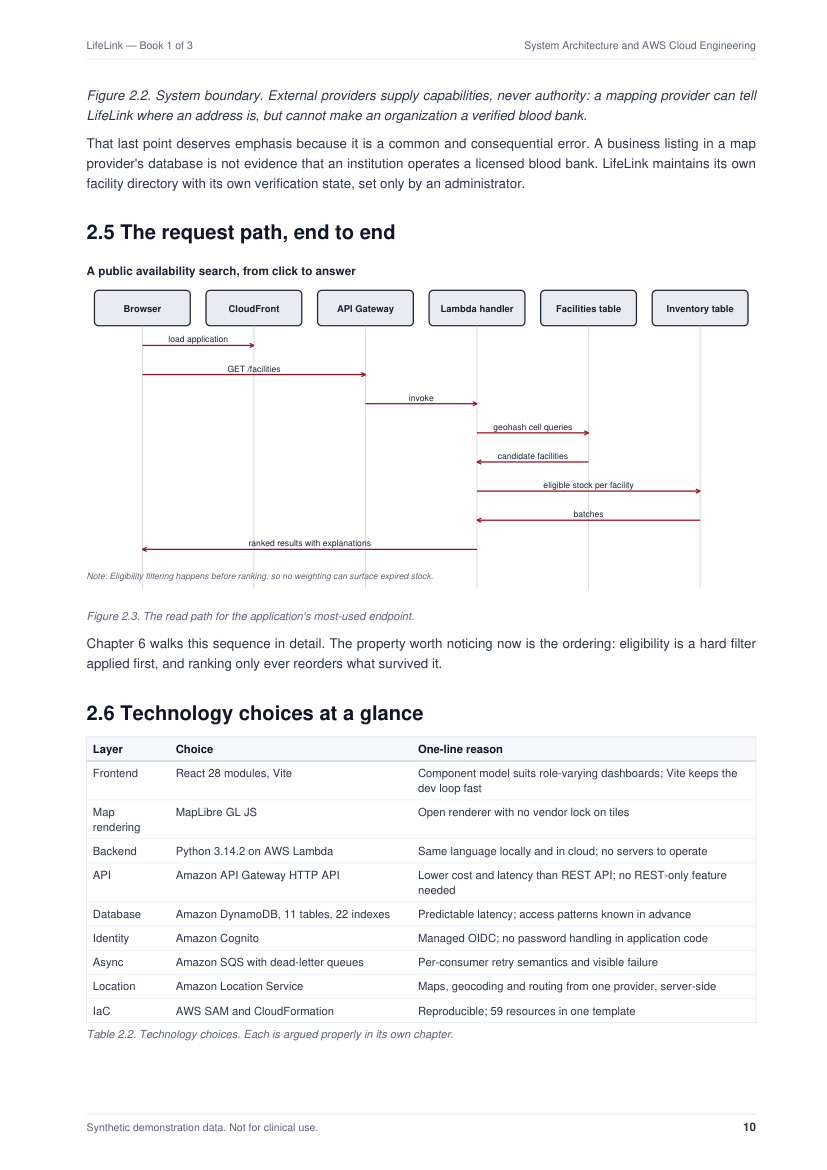 LifeLink — Book 1 of 3
System Architecture and AWS Cloud Engineering
Figure 2.2. System boundary. External providers supply capabilities, never authority: a mapping provider can tell
LifeLink where an address is, but cannot make an organization a verified blood bank.
That last point deserves emphasis because it is a common and consequential error. A business listing in a map
provider's database is not evidence that an institution operates a licensed blood bank. LifeLink maintains its own
facility directory with its own verification state, set only by an administrator.
2.5 The request path, end to end
A public availability search, from click to answer
Browser
CloudFront
API Gateway
Lambda handler
Facilities table
Inventory table
load application
GET /facilities
invoke
geohash cell queries
candidate facilities
eligible stock per facility
batches
ranked results with explanations
Note: Eligibility filtering happens before ranking, so no weighting can surface expired stock.
Figure 2.3. The read path for the application's most-used endpoint.
Chapter 6 walks this sequence in detail. The property worth noticing now is the ordering: eligibility is a hard filter
applied first, and ranking only ever reorders what survived it.
2.6 Technology choices at a glance
Layer Choice One-line reason
Frontend React 28 modules, Vite Component model suits role-varying dashboards; Vite keeps the
dev loop fast
Map MapLibre GL JS Open renderer with no vendor lock on tiles
rendering
Backend Python 3.14.2 on AWS Lambda Same language locally and in cloud; no servers to operate
API Amazon API Gateway HTTP API Lower cost and latency than REST API; no REST-only feature
needed
Database Amazon DynamoDB, 11 tables, 22 indexes Predictable latency; access patterns known in advance
Identity Amazon Cognito Managed OIDC; no password handling in application code
Async Amazon SQS with dead-letter queues Per-consumer retry semantics and visible failure
Location Amazon Location Service Maps, geocoding and routing from one provider, server-side
IaC AWS SAM and CloudFormation Reproducible; 59 resources in one template
Table 2.2. Technology choices. Each is argued properly in its own chapter.
Synthetic demonstration data. Not for clinical use.
10